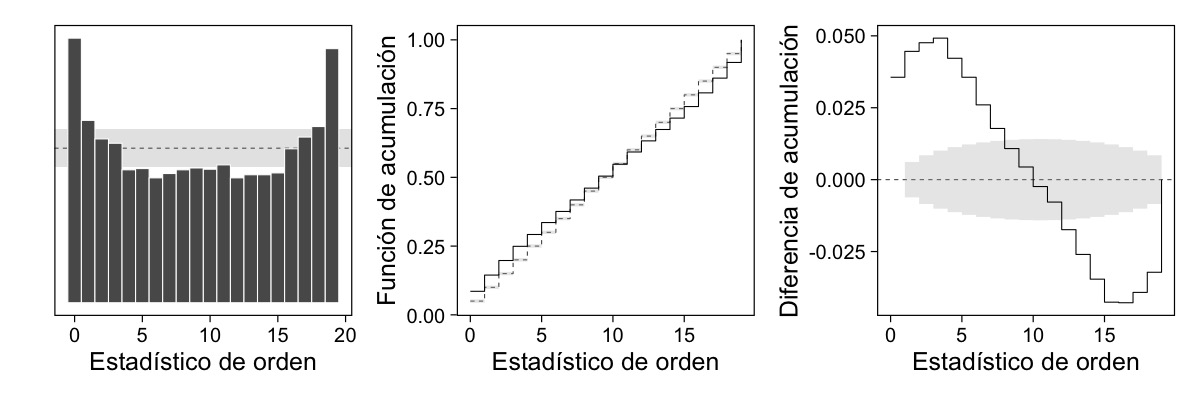 0 5 10 15 20
Estadístico de orden
Función de acumulación
1.00
0.75
0.50
0.25
0.00
0 5 10 15
Estadístico de orden
Diferencia de acumulación
0.050
0.025
0.000
-0.025
0 5 10 15
Estadístico de orden